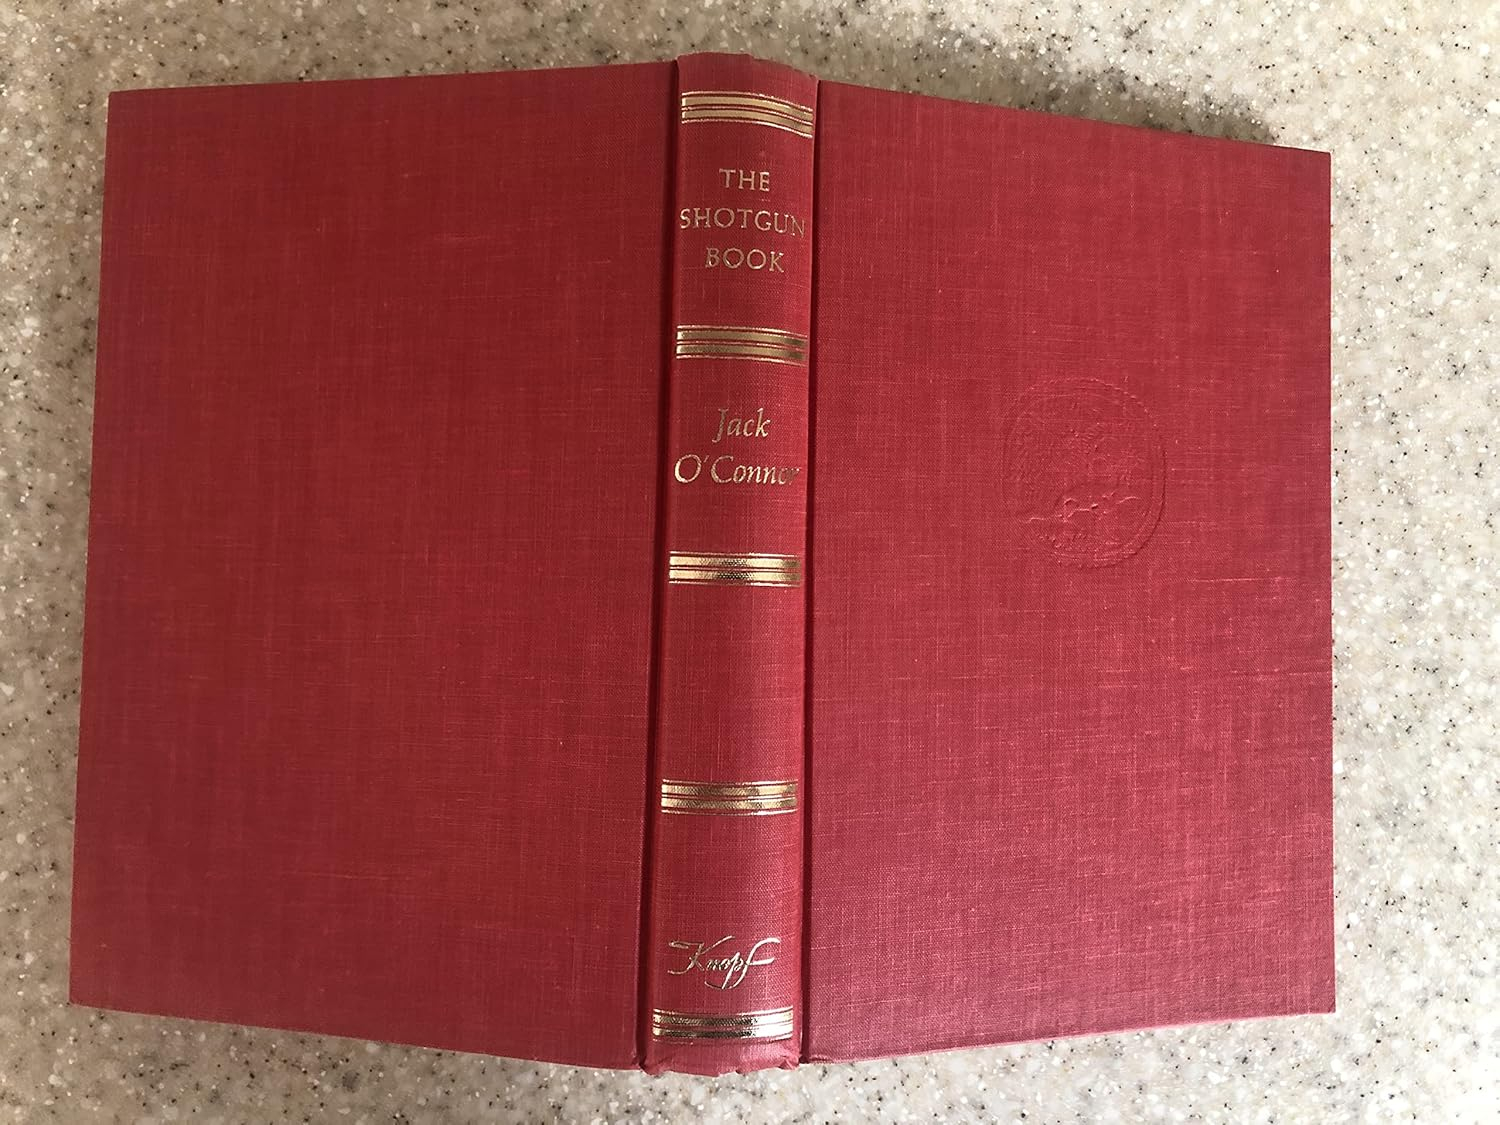 THE
SHOTGUN
BOOK
Jack
O'Connor
Knopf